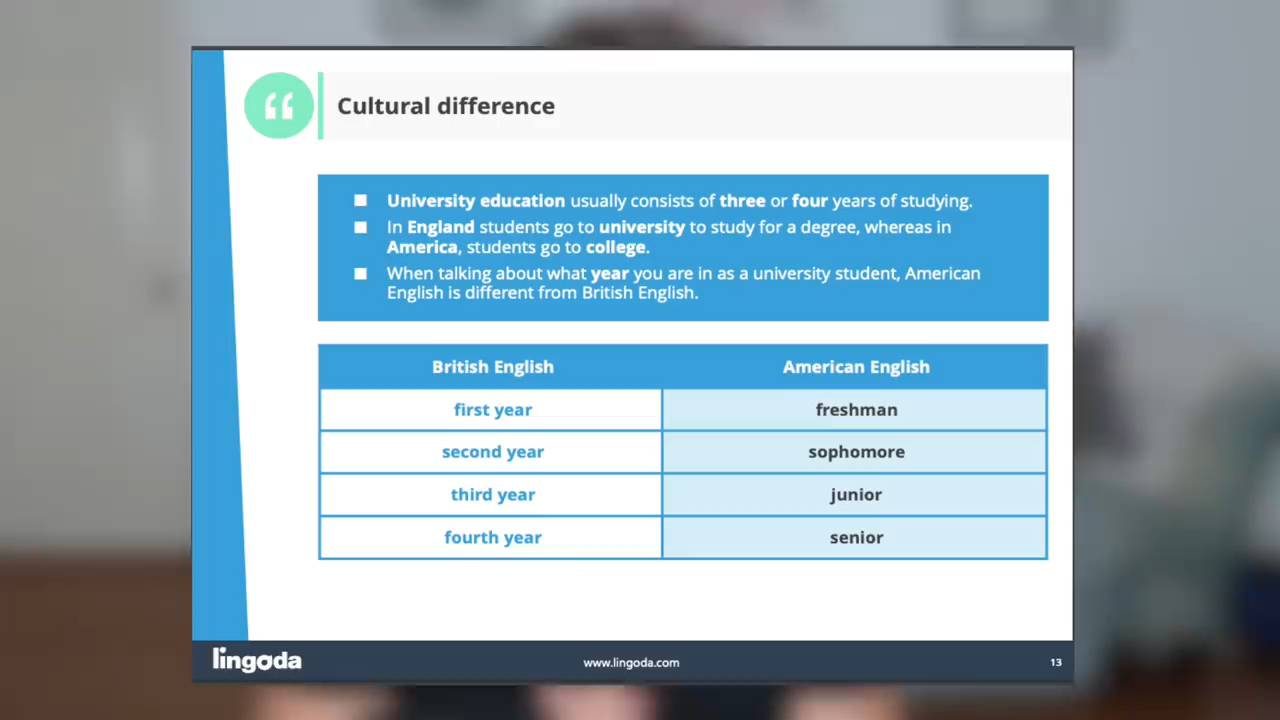 Cultural difference
University education usually consists of three or four years of studying.
In England students go to university to study for a degree, whereas in
America, students go to college.
When talking about what year you are in as a university student, American
English is different from British English.
British English American English
first year freshman
second year sophomore
third year junior
fourth year senior
lingoda www.lingoda.com 13